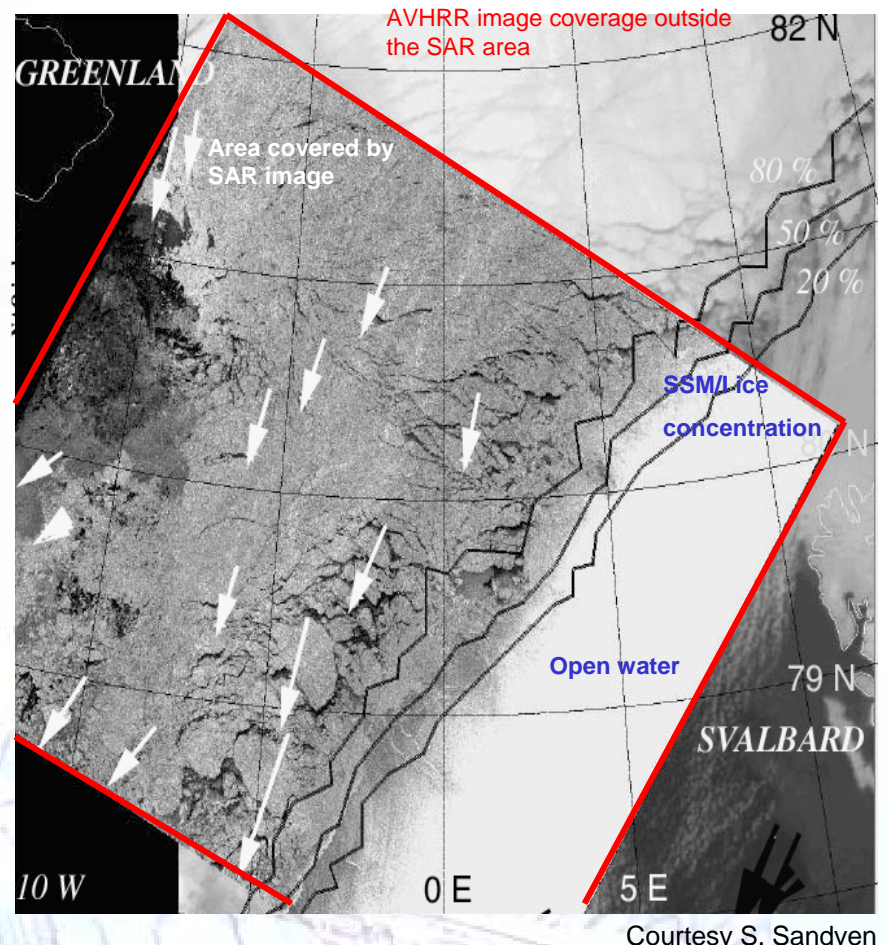 AVHRR image coverage outside
the SAR area
82 N
GREENLAND
Area covered by
SAR image
80 %
50 %
20 %
SSM/I ice
concentration
N
Open water
79 N
SVALBARD
10 W
0 E
5 E
Courtesy S. Sandven